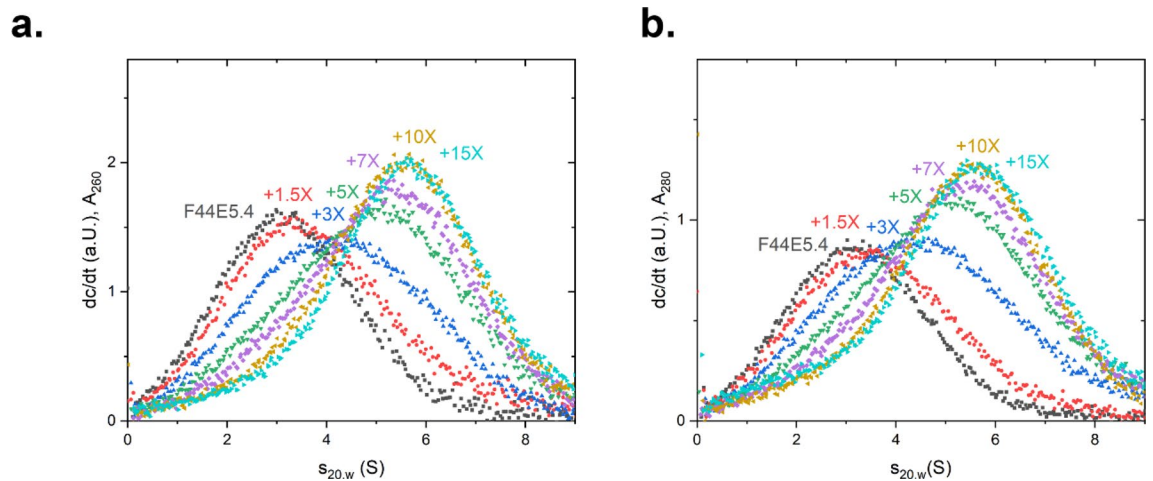 a.
dc/dt (a.U.), A260
2
1
0
0
2
4
6
8
s20,w (S)
F44E5.4
+1.5X
+3X
+5X
+7X
+10X
+15X
b.
dc/dt (a.U.), A280
1
0
0
2
4
6
8
s20,w(S)
F44E5.4
+1.5X
+3X
+5X
+7X
+10X
+15X